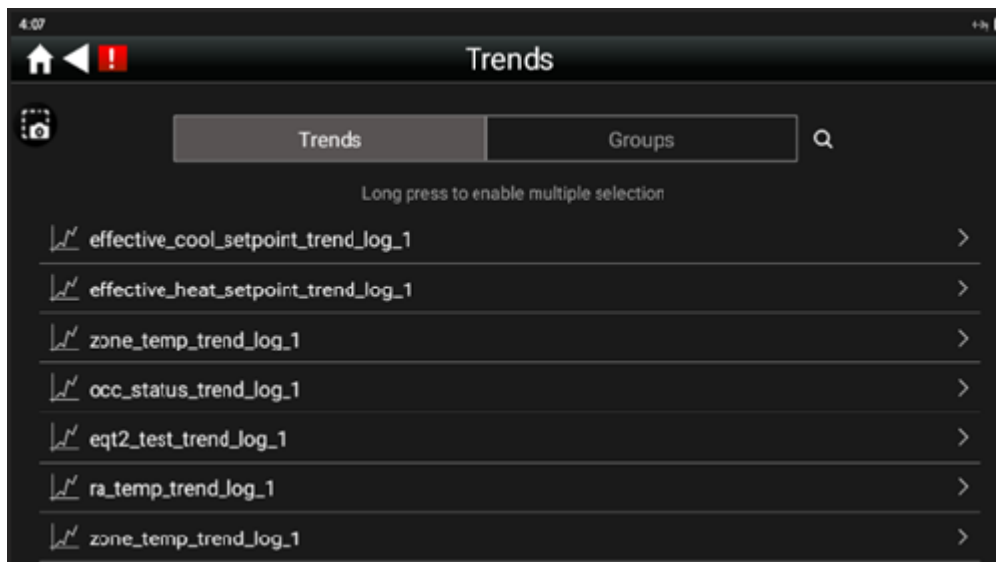 4:07
Trends
Trends Groups
Long press to enable multiple selection
effective_cool_setpoint_trend_log_1
effective_heat_setpoint_trend_log_1
zone_temp_trend_log_1
occ_status_trend_log_1
eqt2_test_trend_log_1
ra_temp_trend_log_1
zone_temp_trend_log_1